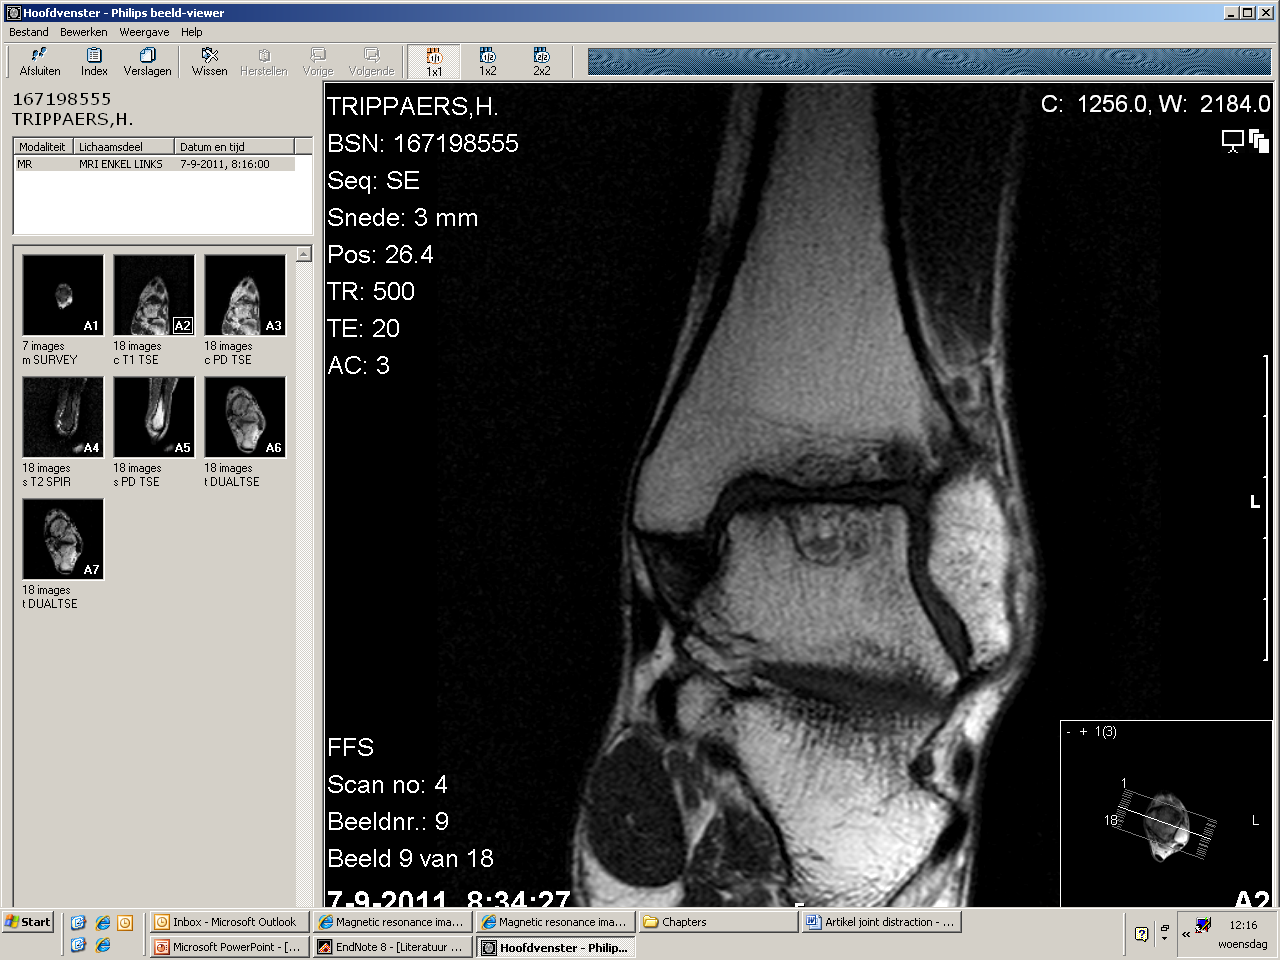 Hoofdvenster - Philips beeld-viewer
Bestand Bewerken Weergave Help
Afsluiten Index Verslagen Wissen Herstellen Vorige Volgende 1x1 1x2 2x2
167198555
TRIPPAERS,H.
Modaliteit Lichaamsdeel Datum en tijd
MR MRI ENKEL LINKS 7-9-2011, 8:16:00
A1 A2 A3
7 images 18 images 18 images
m SURVEY c T1 TSE c PD TSE
A4 A5 A6
18 images 18 images 18 images
s T2 SPIR s PD TSE t DUALTSE
A7
18 images
t DUALTSE
TRIPPAERS,H.
BSN: 167198555
Seq: SE
Snede: 3 mm
Pos: 26.4
TR: 500
TE: 20
AC: 3
C: 1256.0, W: 2184.0
L
FFS
Scan no: 4
Beeldnr.: 9
Beeld 9 van 18
7-9-2011, 8:34:27
- + 1(3)
1
18
L
A2
Start
Inbox - Microsoft Outlook
Magnetic resonance ima...
Magnetic resonance ima...
Chapters
Artikel joint distraction - ...
Microsoft PowerPoint - [...
EndNote 8 - [Literatuur ...
Hoofdvenster - Philip...
12:16
woensdag